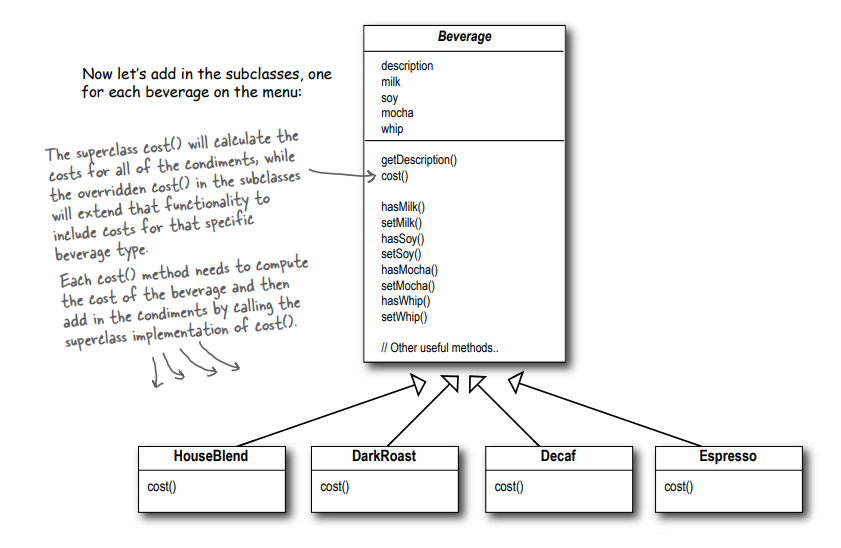 Beverage
description
milk
soy
mocha
whip
getDescription()
cost()
hasMilk()
setMilk()
hasSoy()
setSoy()
hasMocha()
setMocha()
hasWhip()
setWhip()
// Other useful methods..
Now let's add in the subclasses, one
for each beverage on the menu:
The superclass cost() will calculate the
costs for all of the condiments, while
the overridden cost() in the subclasses
will extend that functionality to
include costs for that specific
beverage type.
Each cost() method needs to compute
the cost of the beverage and then
add in the condiments by calling the
superclass implementation of cost().
HouseBlend
cost()
DarkRoast
cost()
Decaf
cost()
Espresso
cost()